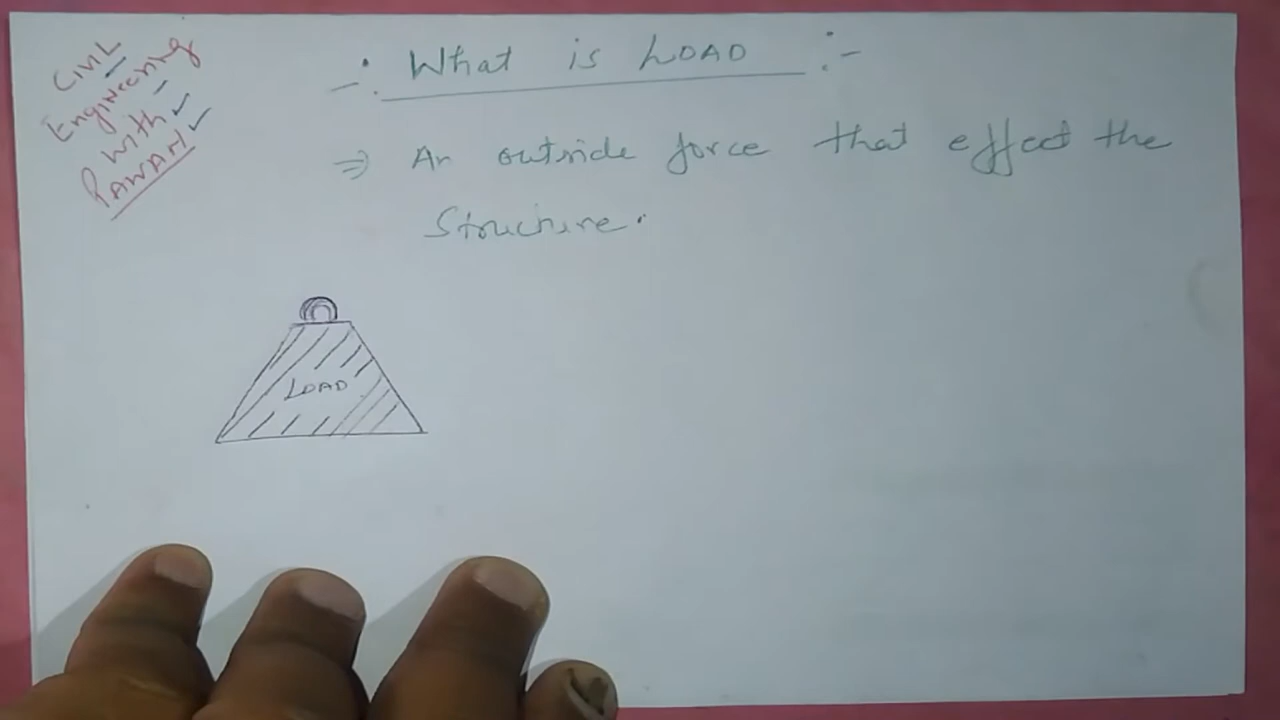 CIVIL
Engineering
with
PAWAN
-:. What is LOAD :-
⇒ An outside force that effect the
Structure.
LOAD